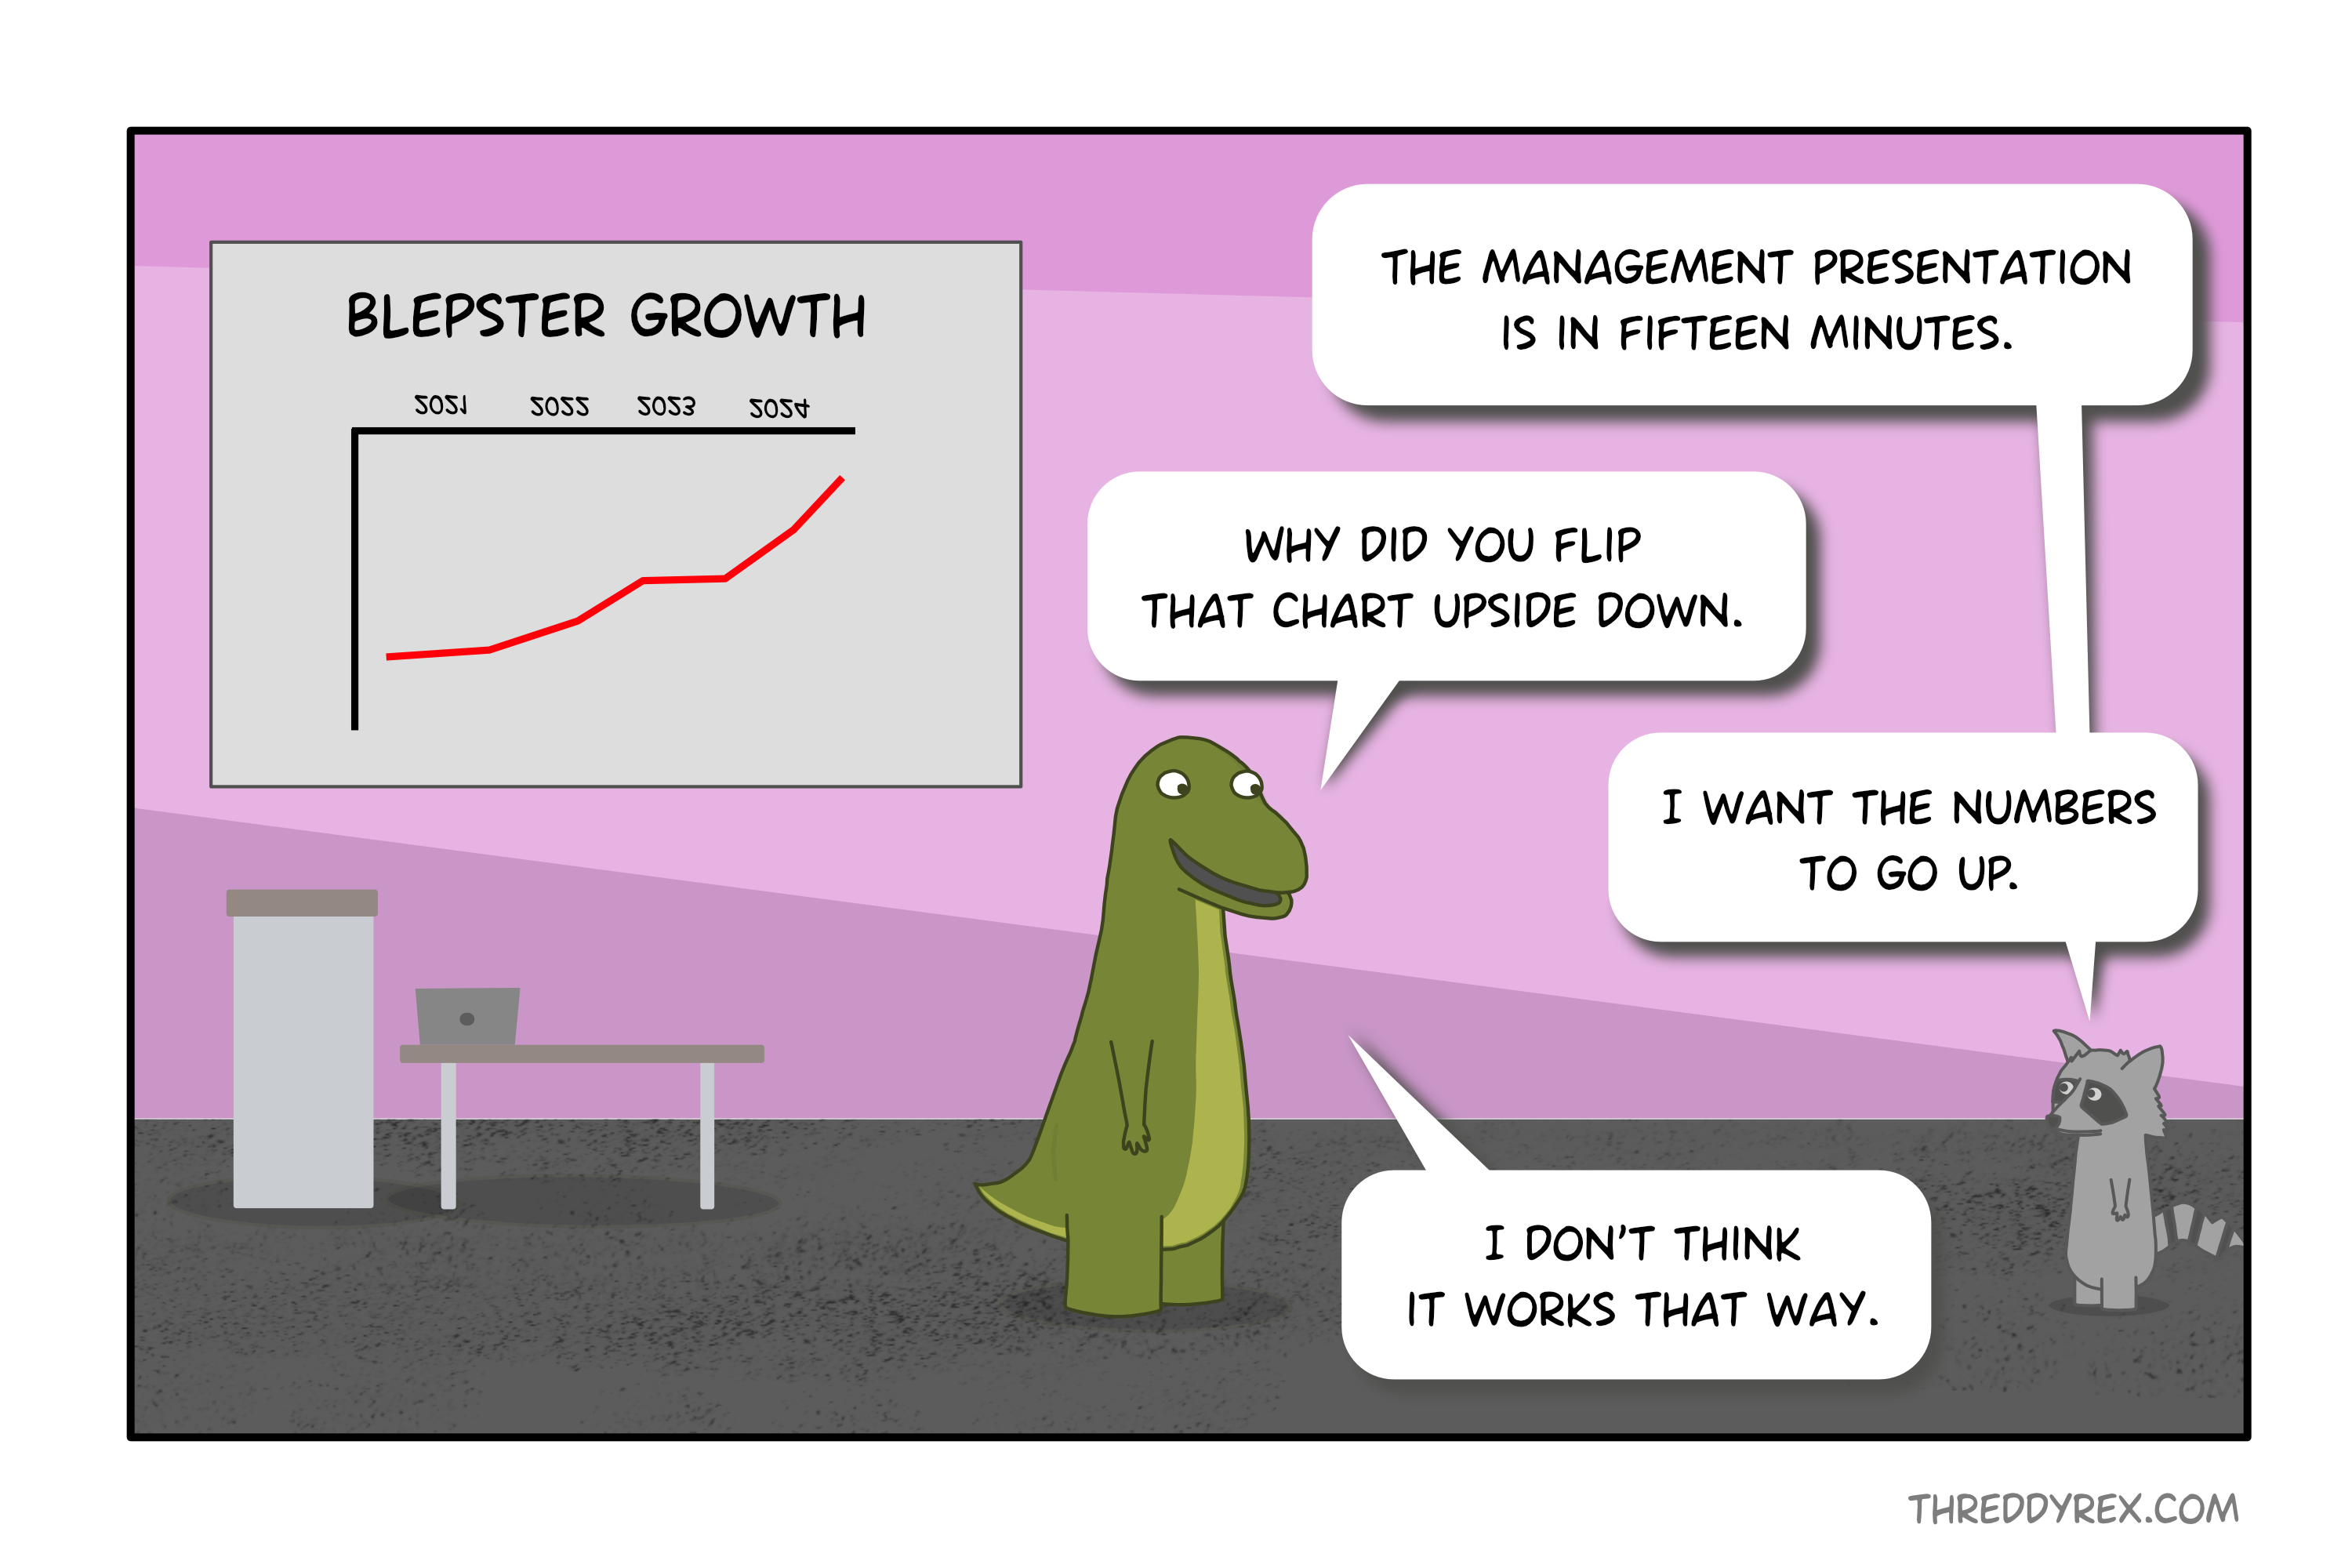 BLEPSTER GROWTH
2021 2022 2023 2024
THE MANAGEMENT PRESENTATION
IS IN FIFTEEN MINUTES.
WHY DID YOU FLIP
THAT CHART UPSIDE DOWN.
I WANT THE NUMBERS
TO GO UP.
I DON'T THINK
IT WORKS THAT WAY.
THREDDYREX.COM